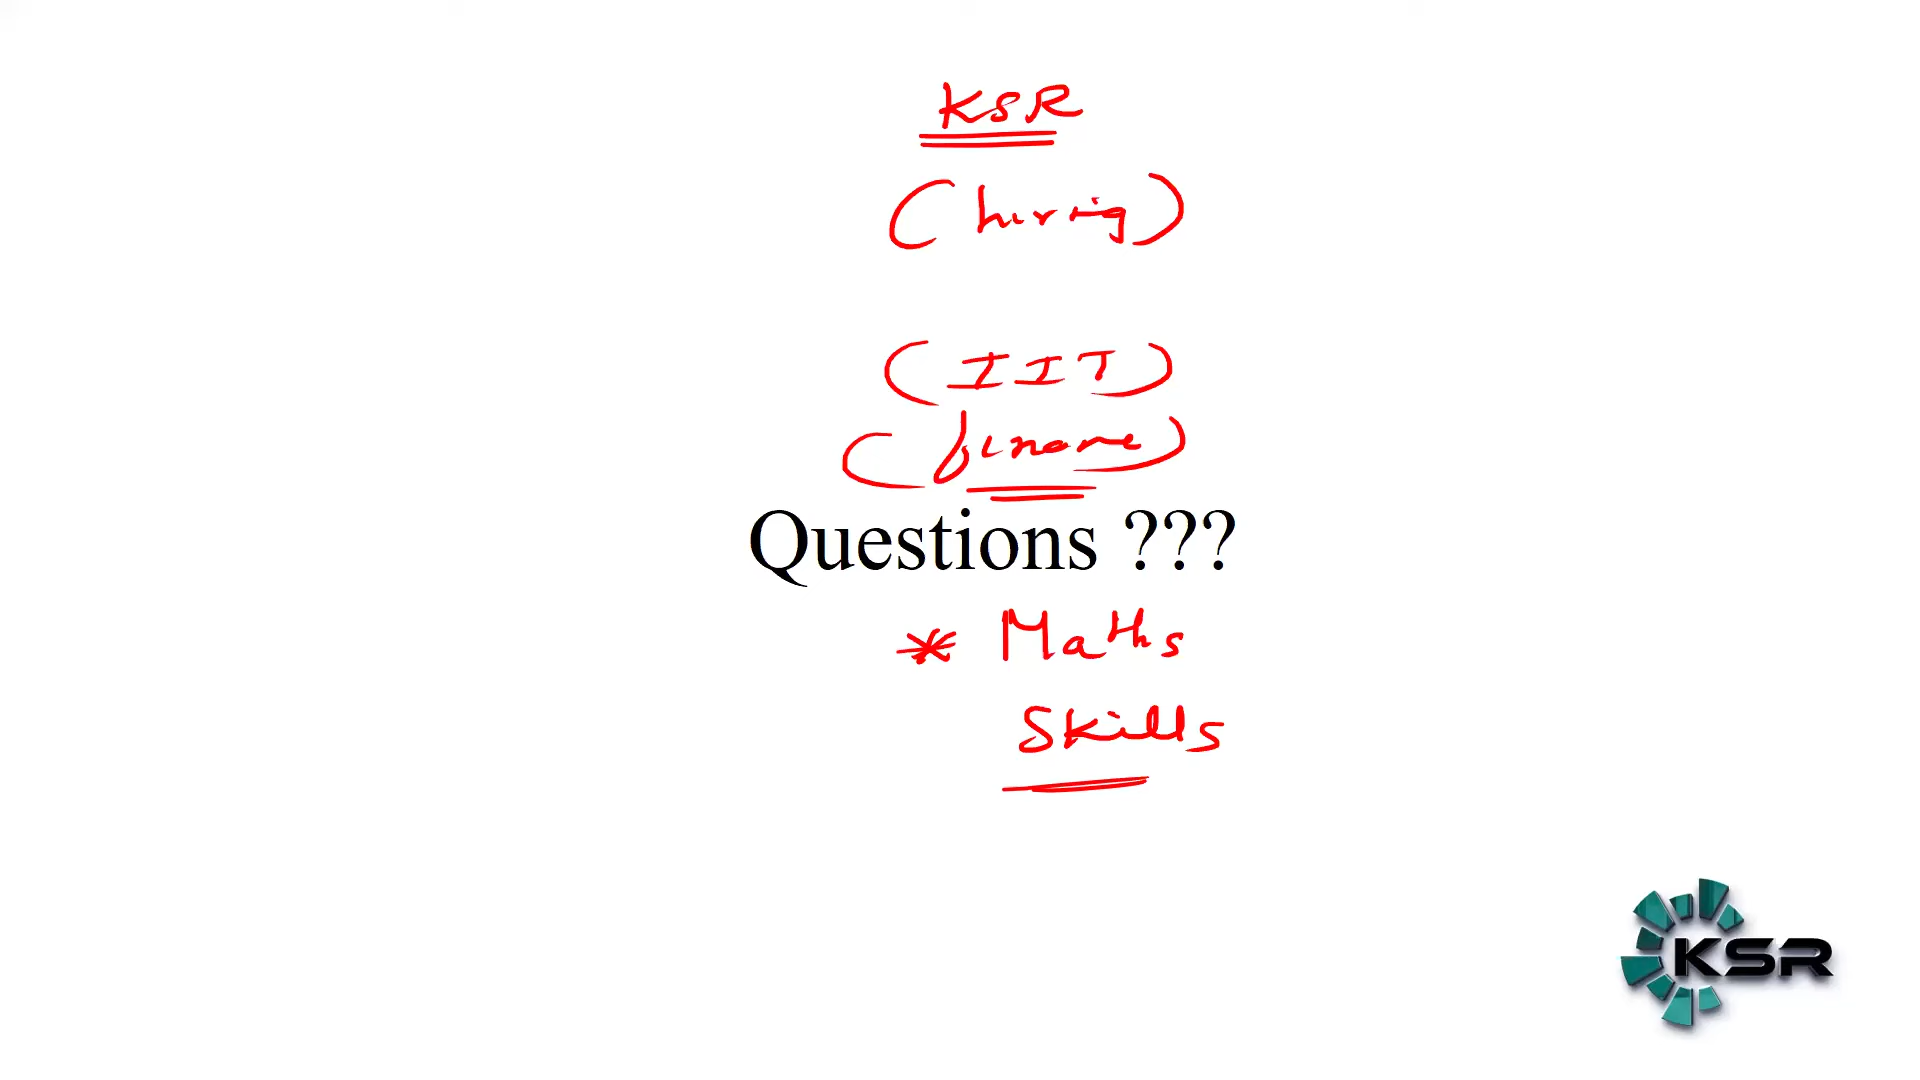 KSR
(hiring)
(IIT)
(finance)
Questions ???
* Maths
Skills
KSR